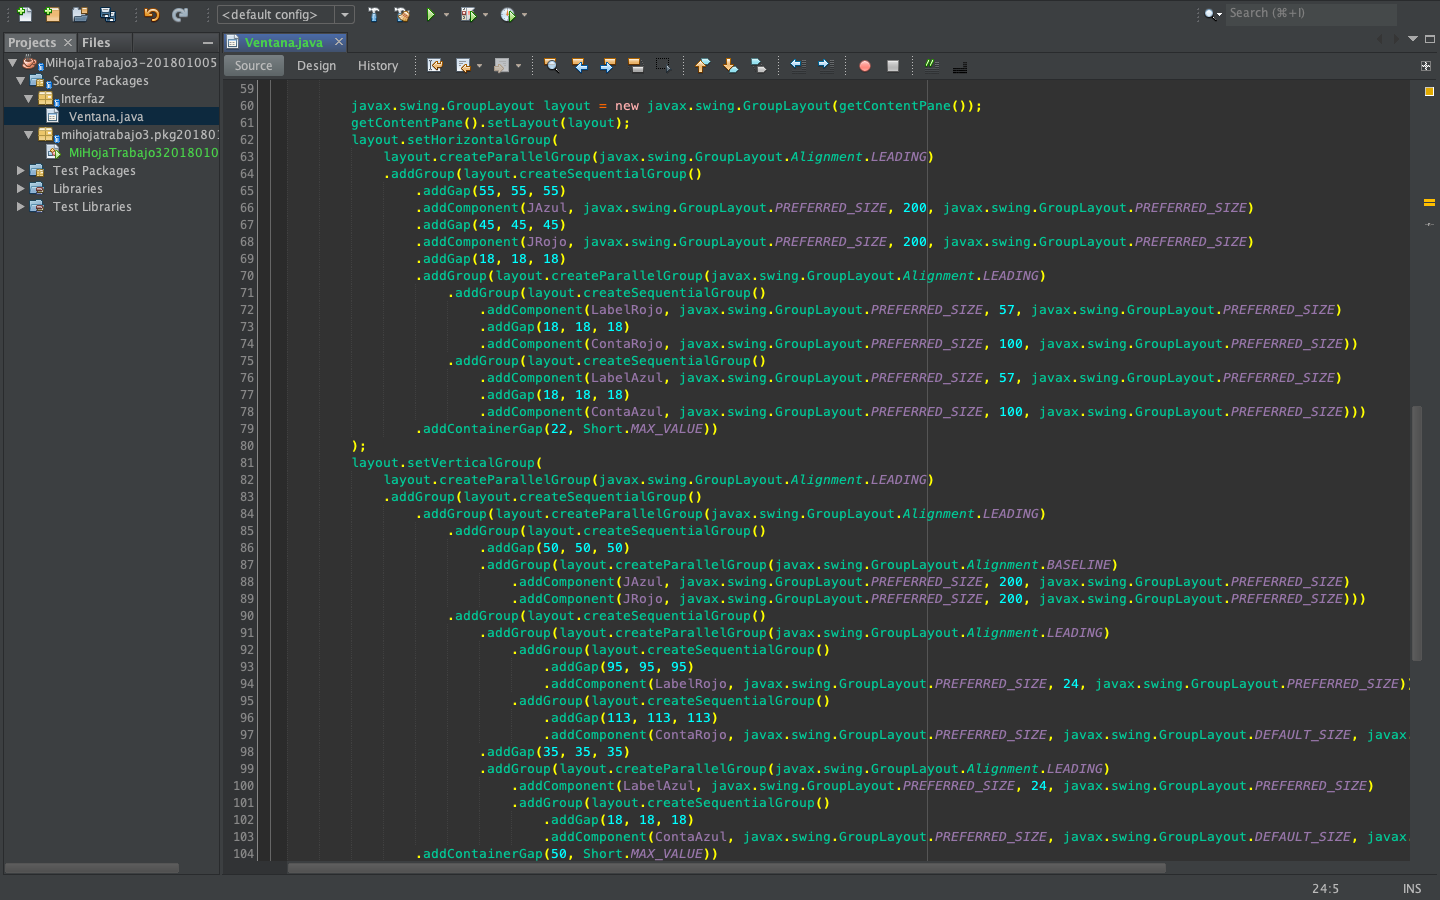 <default config>
Search (⌘+I)
Projects
Files
Ventana.java
MiHojaTrabajo3-201801005
Source Packages
Interfaz
Ventana.java
mihojatrabajo3.pkg20180
MiHojaTrabajo32018010
Test Packages
Libraries
Test Libraries
Source
Design
History
59
60 javax.swing.GroupLayout layout = new javax.swing.GroupLayout(getContentPane());
61 getContentPane().setLayout(layout);
62 layout.setHorizontalGroup(
63 layout.createParallelGroup(javax.swing.GroupLayout.Alignment.LEADING)
64 .addGroup(layout.createSequentialGroup()
65 .addGap(55, 55, 55)
66 .addComponent(JAzul, javax.swing.GroupLayout.PREFERRED_SIZE, 200, javax.swing.GroupLayout.PREFERRED_SIZE)
67 .addGap(45, 45, 45)
68 .addComponent(JRojo, javax.swing.GroupLayout.PREFERRED_SIZE, 200, javax.swing.GroupLayout.PREFERRED_SIZE)
69 .addGap(18, 18, 18)
70 .addGroup(layout.createParallelGroup(javax.swing.GroupLayout.Alignment.LEADING)
71 .addGroup(layout.createSequentialGroup()
72 .addComponent(LabelRojo, javax.swing.GroupLayout.PREFERRED_SIZE, 57, javax.swing.GroupLayout.PREFERRED_SIZE)
73 .addGap(18, 18, 18)
74 .addComponent(ContaRojo, javax.swing.GroupLayout.PREFERRED_SIZE, 100, javax.swing.GroupLayout.PREFERRED_SIZE))
75 .addGroup(layout.createSequentialGroup()
76 .addComponent(LabelAzul, javax.swing.GroupLayout.PREFERRED_SIZE, 57, javax.swing.GroupLayout.PREFERRED_SIZE)
77 .addGap(18, 18, 18)
78 .addComponent(ContaAzul, javax.swing.GroupLayout.PREFERRED_SIZE, 100, javax.swing.GroupLayout.PREFERRED_SIZE)))
79 .addContainerGap(22, Short.MAX_VALUE))
80 );
81 layout.setVerticalGroup(
82 layout.createParallelGroup(javax.swing.GroupLayout.Alignment.LEADING)
83 .addGroup(layout.createSequentialGroup()
84 .addGroup(layout.createParallelGroup(javax.swing.GroupLayout.Alignment.LEADING)
85 .addGroup(layout.createSequentialGroup()
86 .addGap(50, 50, 50)
87 .addGroup(layout.createParallelGroup(javax.swing.GroupLayout.Alignment.BASELINE)
88 .addComponent(JAzul, javax.swing.GroupLayout.PREFERRED_SIZE, 200, javax.swing.GroupLayout.PREFERRED_SIZE)
89 .addComponent(JRojo, javax.swing.GroupLayout.PREFERRED_SIZE, 200, javax.swing.GroupLayout.PREFERRED_SIZE)))
90 .addGroup(layout.createSequentialGroup()
91 .addGroup(layout.createParallelGroup(javax.swing.GroupLayout.Alignment.LEADING)
92 .addGroup(layout.createSequentialGroup()
93 .addGap(95, 95, 95)
94 .addComponent(LabelRojo, javax.swing.GroupLayout.PREFERRED_SIZE, 24, javax.swing.GroupLayout.PREFERRED_SIZE))
95 .addGroup(layout.createSequentialGroup()
96 .addGap(113, 113, 113)
97 .addComponent(ContaRojo, javax.swing.GroupLayout.PREFERRED_SIZE, javax.swing.GroupLayout.DEFAULT_SIZE, javax.
98 .addGap(35, 35, 35)
99 .addGroup(layout.createParallelGroup(javax.swing.GroupLayout.Alignment.LEADING)
100 .addComponent(LabelAzul, javax.swing.GroupLayout.PREFERRED_SIZE, 24, javax.swing.GroupLayout.PREFERRED_SIZE)
101 .addGroup(layout.createSequentialGroup()
102 .addGap(18, 18, 18)
103 .addComponent(ContaAzul, javax.swing.GroupLayout.PREFERRED_SIZE, javax.swing.GroupLayout.DEFAULT_SIZE, javax.
104 .addContainerGap(50, Short.MAX_VALUE))
24:5
INS